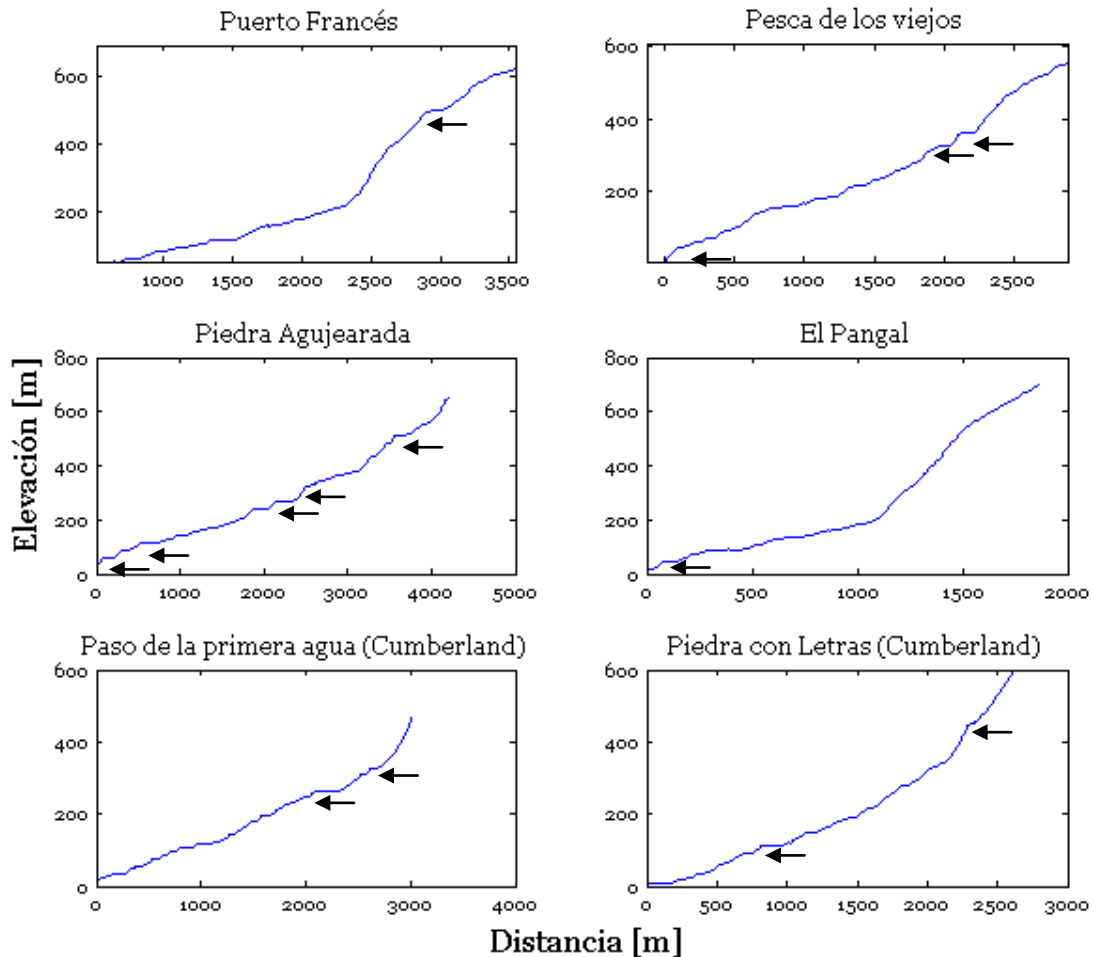 Puerto Francés
Pesca de los viejos
600
400
200
1000 1500 2000 2500 3000 3500
600
400
200
0 500 1000 1500 2000 2500
Piedra Agujearada
El Pangal
Elevación [m]
800
600
400
200
0
0 1000 2000 3000 4000 5000
800
600
400
200
0
0 500 1000 1500 2000
Paso de la primera agua (Cumberland)
Piedra con Letras (Cumberland)
600
400
200
0
0 1000 2000 3000 4000
600
400
200
0
0 500 1000 1500 2000 2500 3000
Distancia [m]